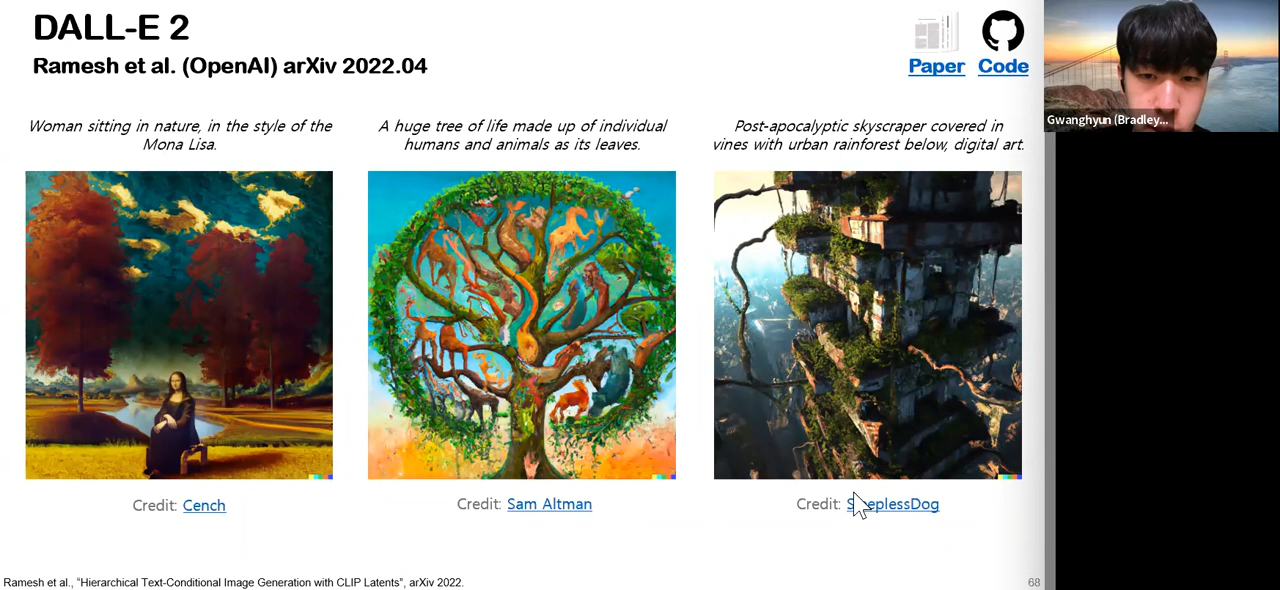 DALL-E 2
Ramesh et al. (OpenAI) arXiv 2022.04
Paper Code
Gwanghyun (Bradley...
Woman sitting in nature, in the style of the
Mona Lisa.
A huge tree of life made up of individual
humans and animals as its leaves.
Post-apocalyptic skyscraper covered in
vines with urban rainforest below, digital art.
Credit: Cench
Credit: Sam Altman
Credit: SleeplessDog
Ramesh et al., “Hierarchical Text-Conditional Image Generation with CLIP Latents”, arXiv 2022.
68